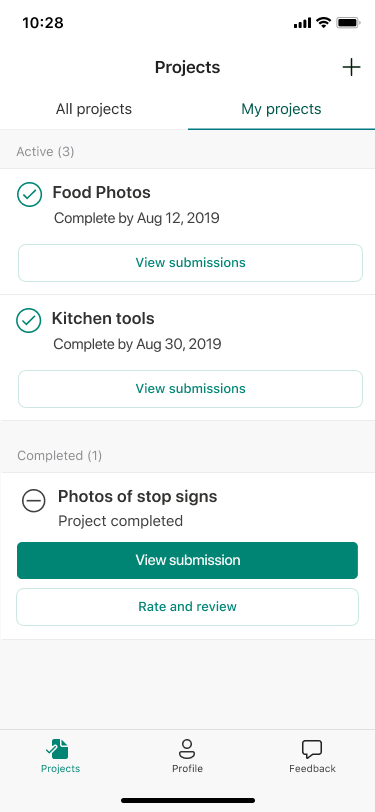 10:28
Projects
All projects
My projects
Active (3)
Food Photos
Complete by Aug 12, 2019
View submissions
Kitchen tools
Complete by Aug 30, 2019
View submissions
Completed (1)
Photos of stop signs
Project completed
View submission
Rate and review
Projects
Profile
Feedback